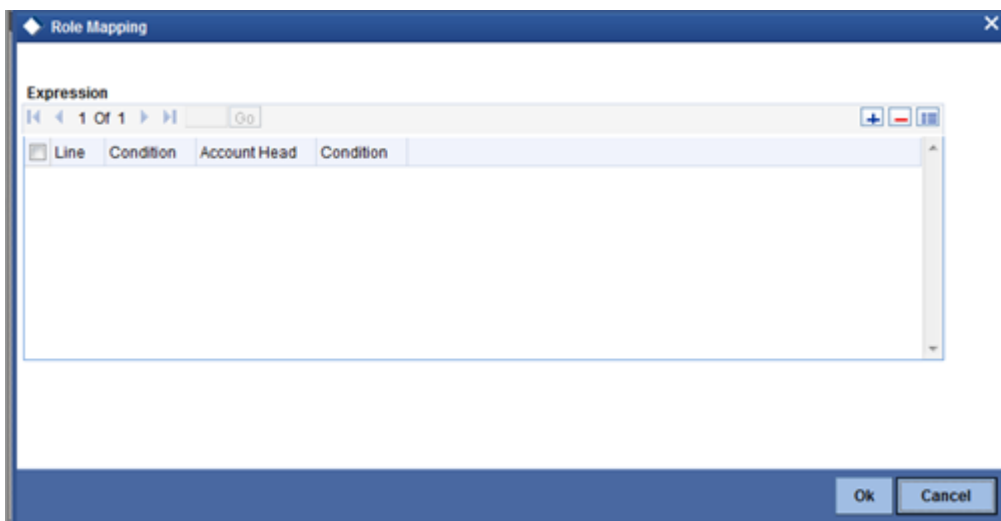 Role Mapping
Expression
1 Of 1 Go
Line Condition Account Head Condition
Ok Cancel